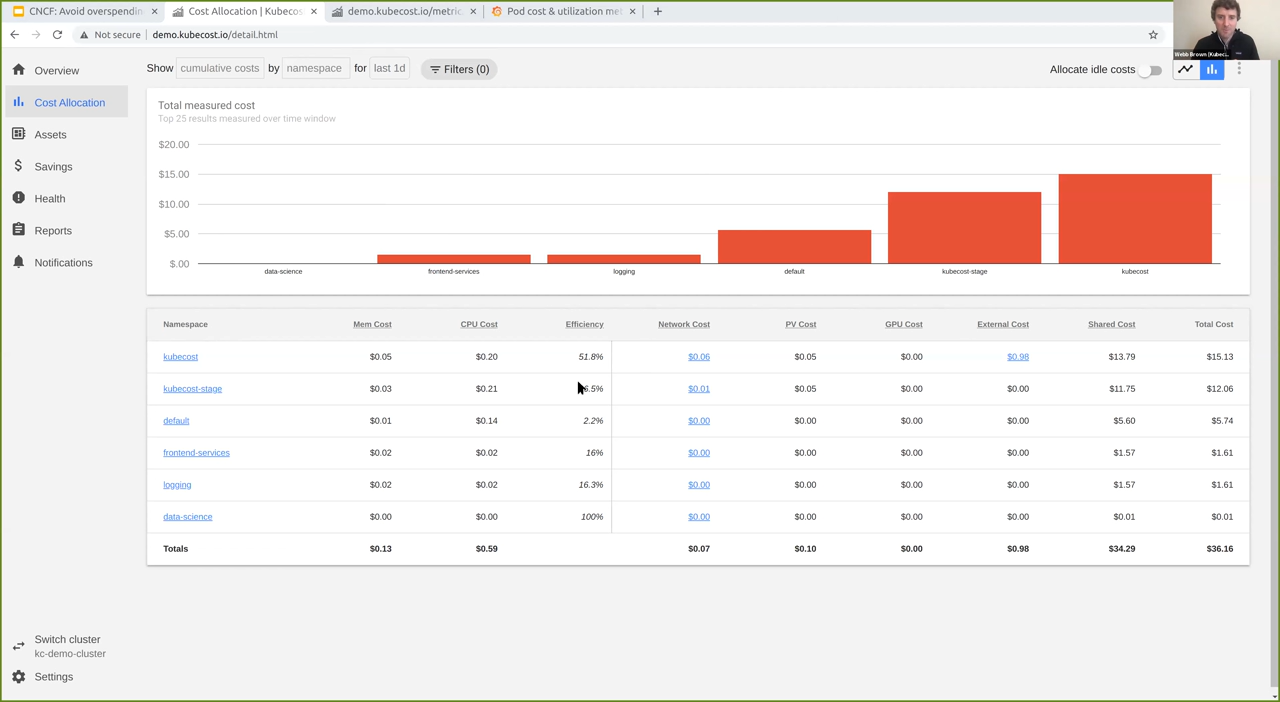 CNCF: Avoid overspendin
Cost Allocation | Kubecos
demo.kubecost.io/metric
Pod cost & utilization me
Not secure
demo.kubecost.io/detail.html
Webb Brown (Kubec...
Overview
Cost Allocation
Assets
Savings
Health
Reports
Notifications
Switch cluster
kc-demo-cluster
Settings
Show cumulative costs by namespace for last 1d Filters (0)
Allocate idle costs
Total measured cost
Top 25 results measured over time window
$20.00
$15.00
$10.00
$5.00
$.00
data-science frontend-services logging default kubecost-stage kubecost
Namespace Mem Cost CPU Cost Efficiency Network Cost PV Cost GPU Cost External Cost Shared Cost Total Cost
kubecost $0.05 $0.20 51.8% $0.06 $0.05 $0.00 $0.98 $13.79 $15.13
kubecost-stage $0.03 $0.21 $0.01 $0.05 $0.00 $0.00 $11.75 $12.06
default $0.01 $0.14 2.2% $0.00 $0.00 $0.00 $0.00 $5.60 $5.74
frontend-services $0.02 $0.02 16% $0.00 $0.00 $0.00 $0.00 $1.57 $1.61
logging $0.02 $0.02 16.3% $0.00 $0.00 $0.00 $0.00 $1.57 $1.61
data-science $0.00 $0.00 100% $0.00 $0.00 $0.00 $0.00 $0.01 $0.01
Totals $0.13 $0.59 $0.07 $0.10 $0.00 $0.98 $34.29 $36.16